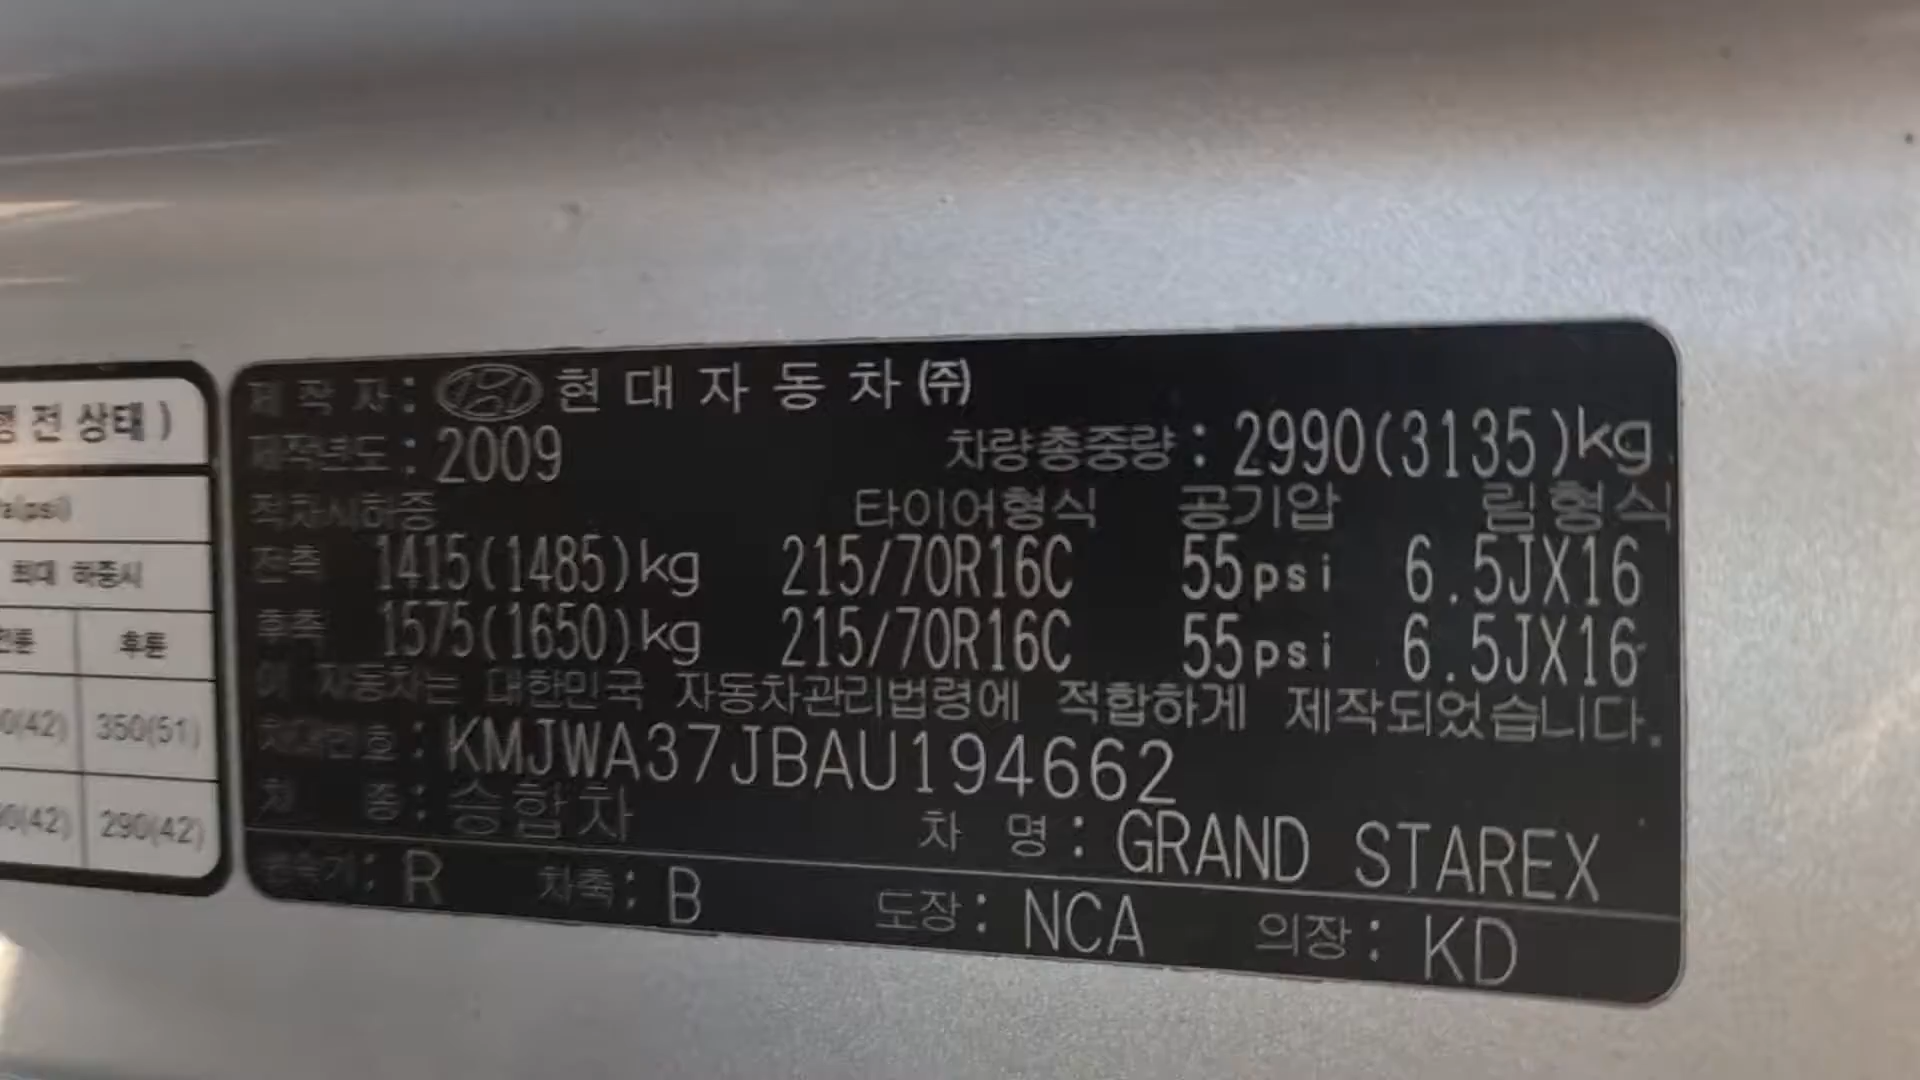 행 전 상태 )
a(psi)
최대 하중시
전륜 후륜
0(42) 350(51)
90(42) 290(42)
제 작 자 : 현 대 자 동 차 ㈜
제작년도 : 2009 차량총중량 : 2990(3135)kg
적차시하중 타이어형식 공기압 림형식
전축 1415(1485)kg 215/70R16C 55psi 6.5JX16
후축 1575(1650)kg 215/70R16C 55psi 6.5JX16
이 자동차는 대한민국 자동차관리법령에 적합하게 제작되었습니다.
차대번호 : KMJWA37JBAU194662
차 종 : 승합차 차 명 : GRAND STAREX
변속기 : R 차축 : B 도장 : NCA 의장 : KD